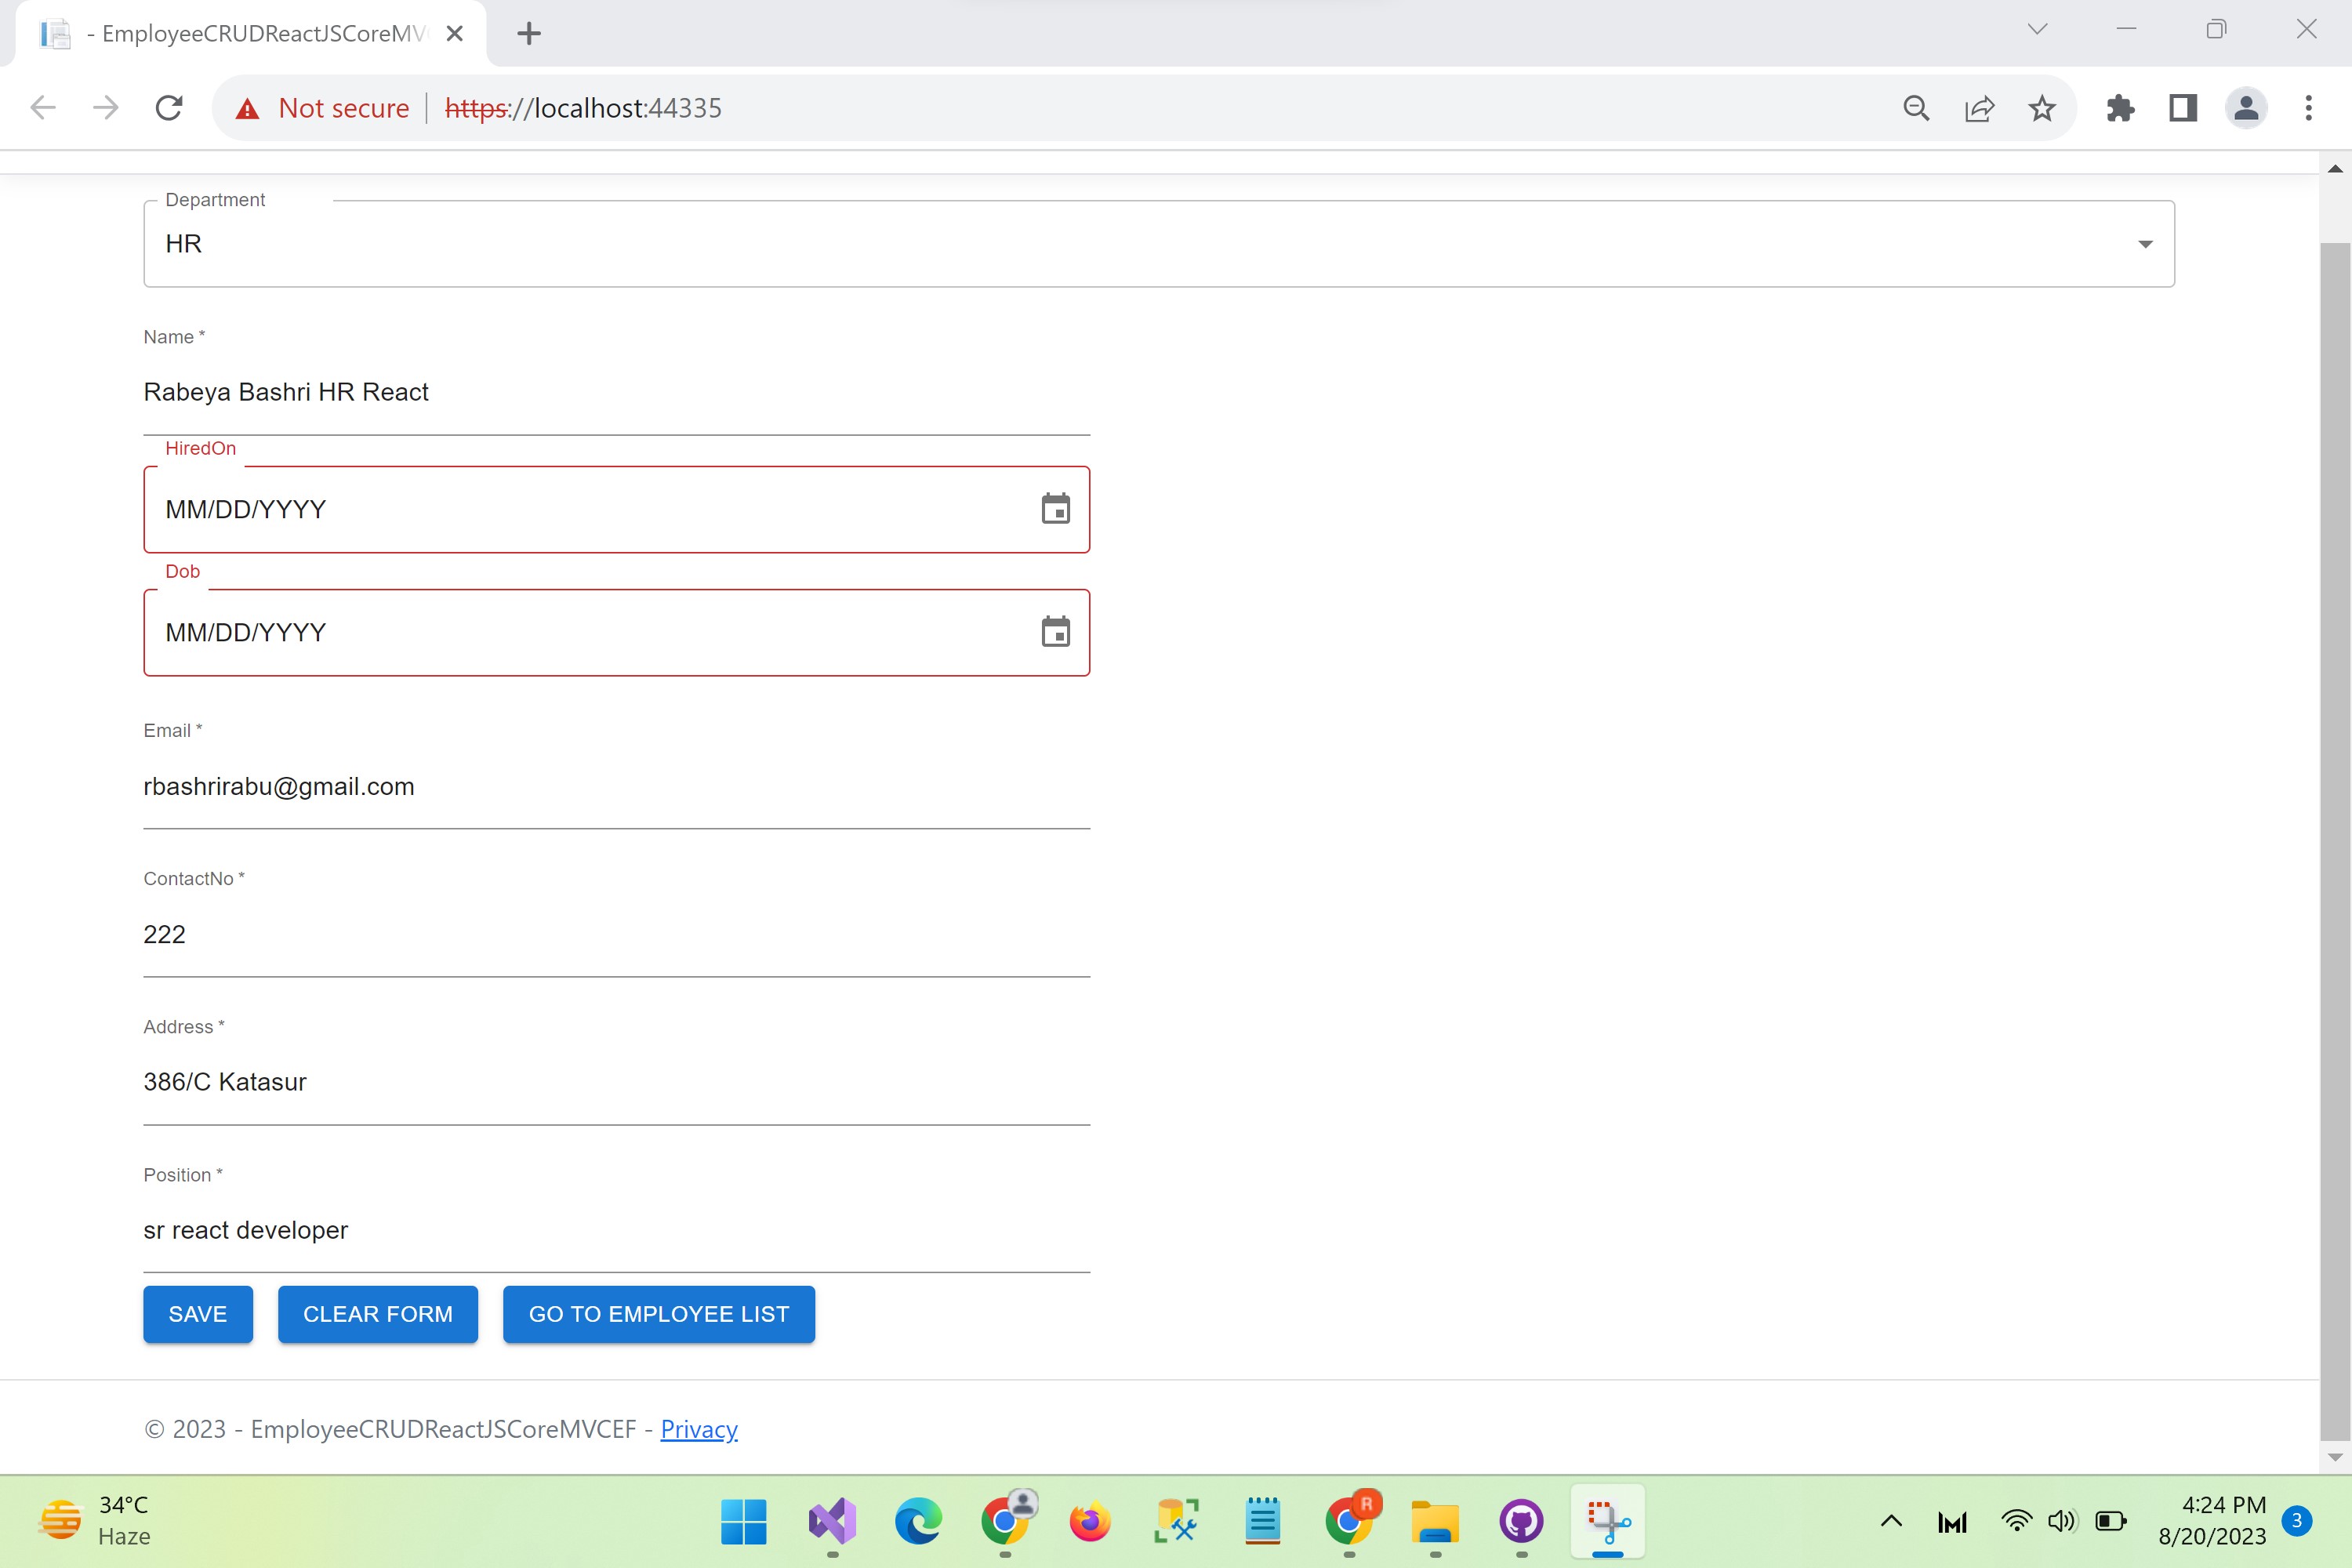 - EmployeeCRUDReactJSCoreMV
Not secure
https://localhost:44335
Department
HR
Name *
Rabeya Bashri HR React
HiredOn
MM/DD/YYYY
Dob
MM/DD/YYYY
Email *
rbashrirabu@gmail.com
ContactNo *
222
Address *
386/C Katasur
Position *
sr react developer
SAVE
CLEAR FORM
GO TO EMPLOYEE LIST
© 2023 - EmployeeCRUDReactJSCoreMVCEF - Privacy
34°C
Haze
R
4:24 PM
8/20/2023
3